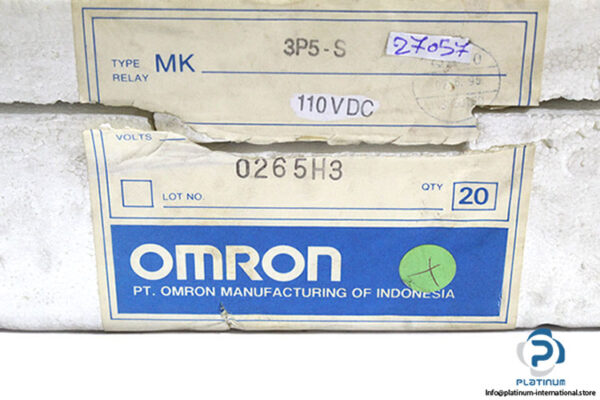 3P5-S
27057
TYPE
RELAY MK
110VDC
VOLTS
0265H3
LOT NO.
QTY 20
OMRON
PT. OMRON MANUFACTURING OF INDONESIA
PLATINUM
Info@platinum-international.store